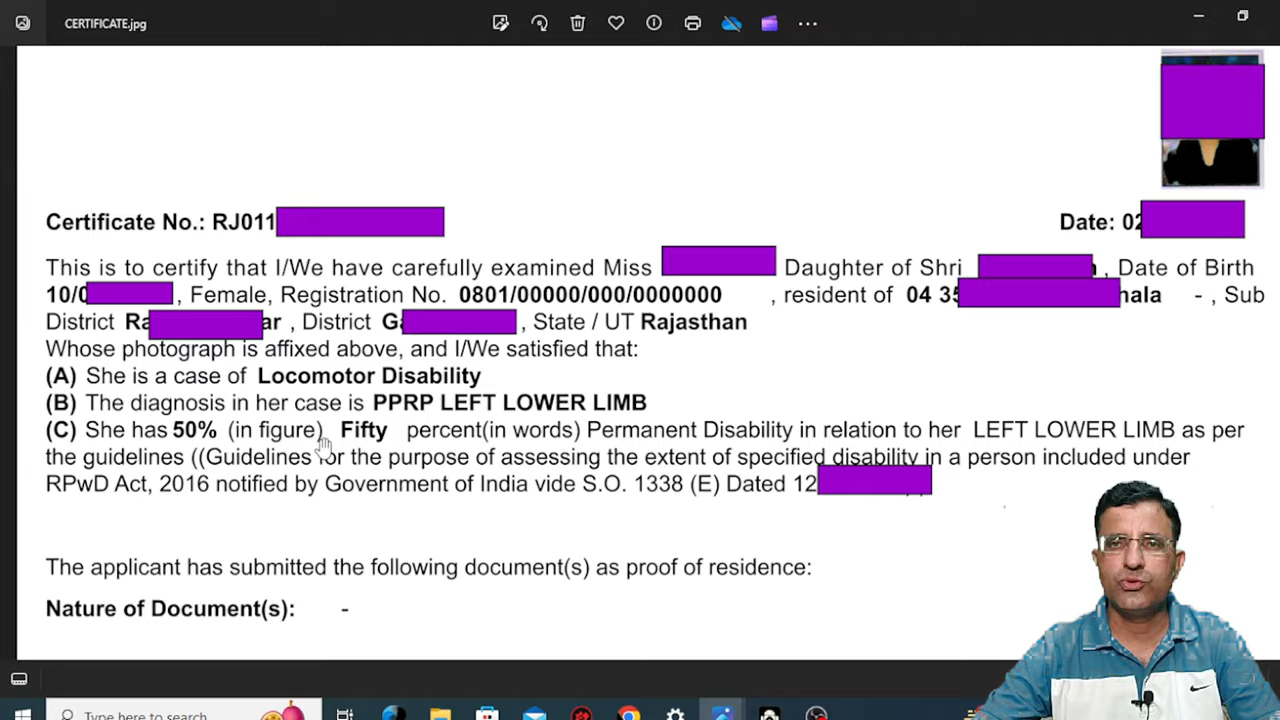 CERTIFICATE.jpg
Certificate No.: RJ011
Date: 02
This is to certify that I/We have carefully examined Miss Daughter of Shri , Date of Birth
10/0 , Female, Registration No. 0801/00000/000/0000000 , resident of 04 35 hala - , Sub
District Ra ar , District Ga , State / UT Rajasthan
Whose photograph is affixed above, and I/We satisfied that:
(A) She is a case of Locomotor Disability
(B) The diagnosis in her case is PPRP LEFT LOWER LIMB
(C) She has 50% (in figure) Fifty percent(in words) Permanent Disability in relation to her LEFT LOWER LIMB as per
the guidelines ((Guidelines for the purpose of assessing the extent of specified disability in a person included under
RPwD Act, 2016 notified by Government of India vide S.O. 1338 (E) Dated 12
The applicant has submitted the following document(s) as proof of residence:
Nature of Document(s): -
Type here to search